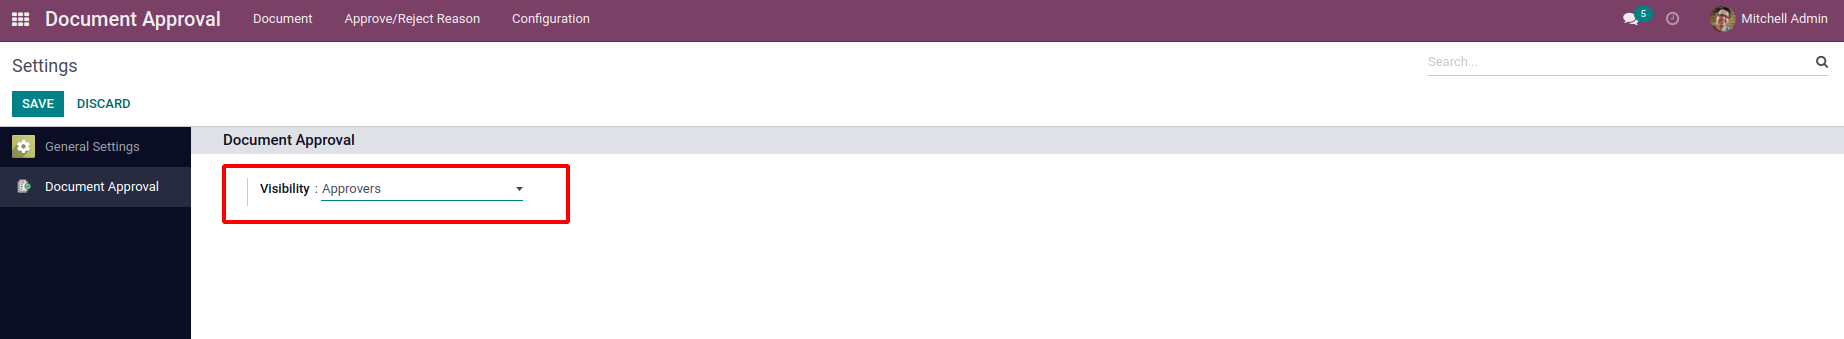 Document Approval Document Approve/Reject Reason Configuration 5 Mitchell Admin
Settings Search...
SAVE DISCARD
General Settings
Document Approval
Document Approval
Visibility : Approvers